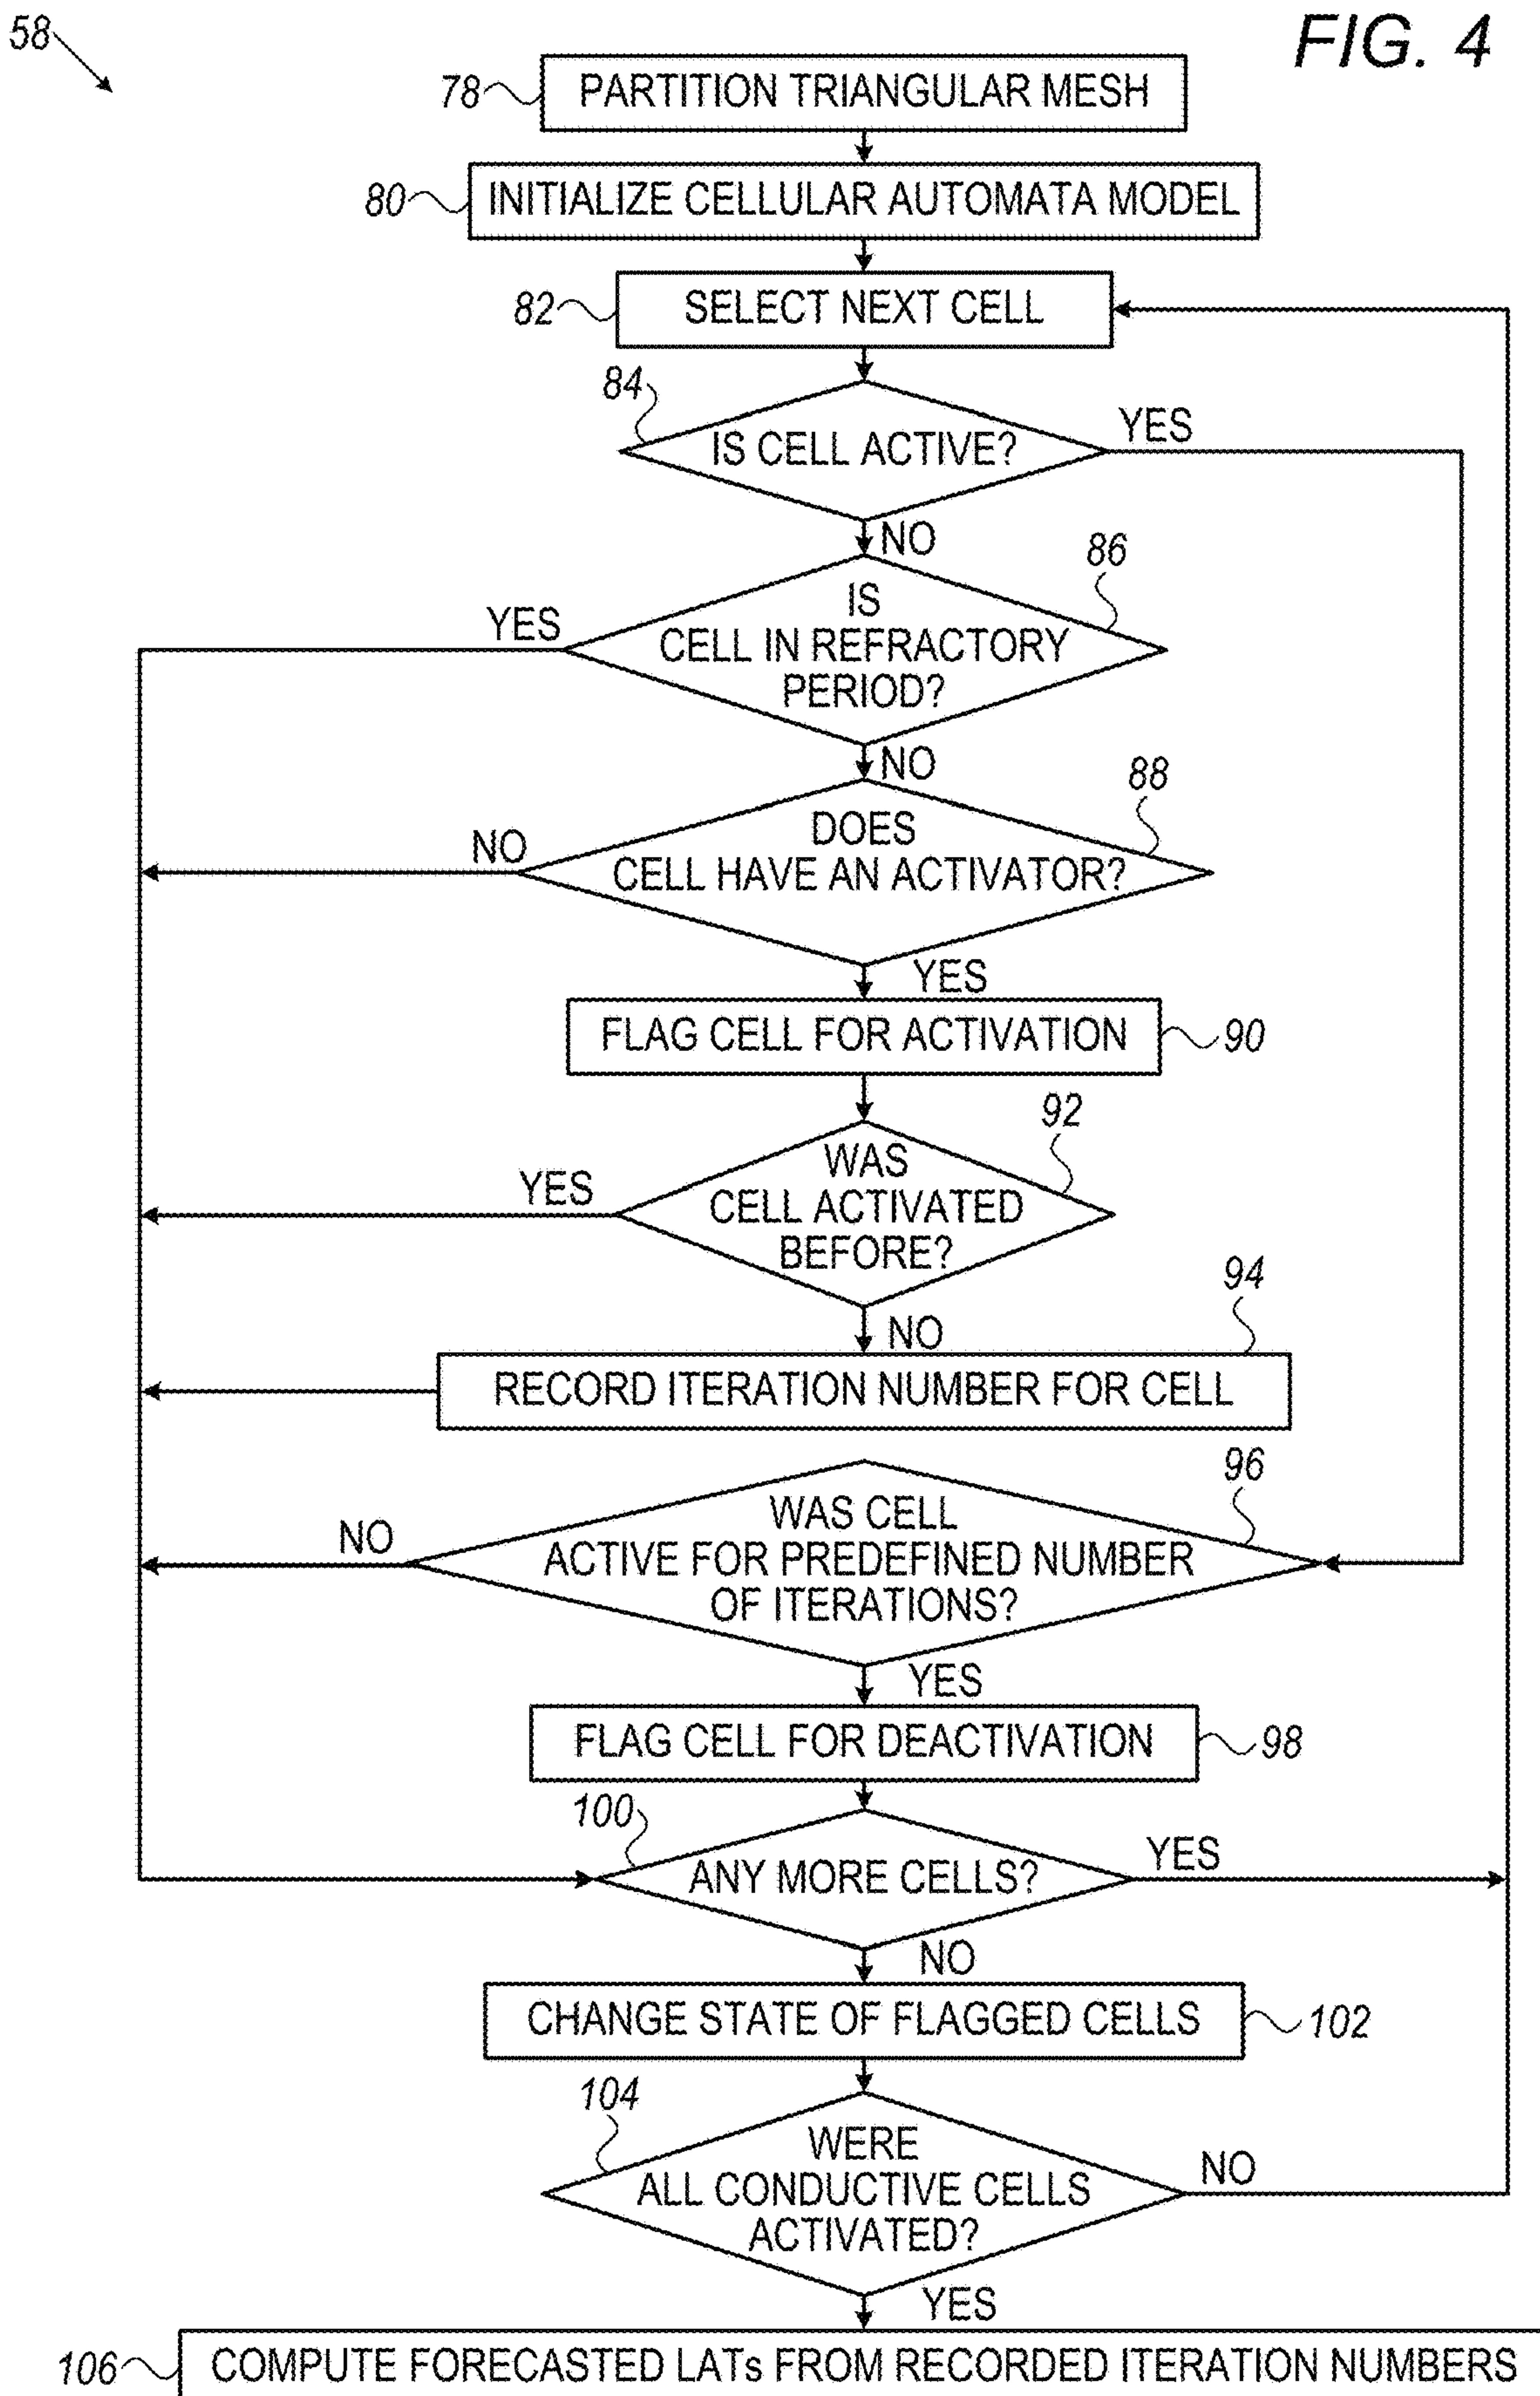 58
FIG. 4
78 PARTITION TRIANGULAR MESH
80 INITIALIZE CELLULAR AUTOMATA MODEL
82 SELECT NEXT CELL
84
IS CELL ACTIVE?
YES
NO
86
IS
CELL IN REFRACTORY
PERIOD?
YES
NO
88
DOES
CELL HAVE AN ACTIVATOR?
NO
YES
FLAG CELL FOR ACTIVATION 90
92
WAS
CELL ACTIVATED
BEFORE?
YES
NO
94
RECORD ITERATION NUMBER FOR CELL
96
WAS CELL
ACTIVE FOR PREDEFINED NUMBER
OF ITERATIONS?
NO
YES
FLAG CELL FOR DEACTIVATION 98
100
ANY MORE CELLS?
YES
NO
CHANGE STATE OF FLAGGED CELLS 102
104
WERE
ALL CONDUCTIVE CELLS
ACTIVATED?
NO
YES
106 COMPUTE FORECASTED LATs FROM RECORDED ITERATION NUMBERS